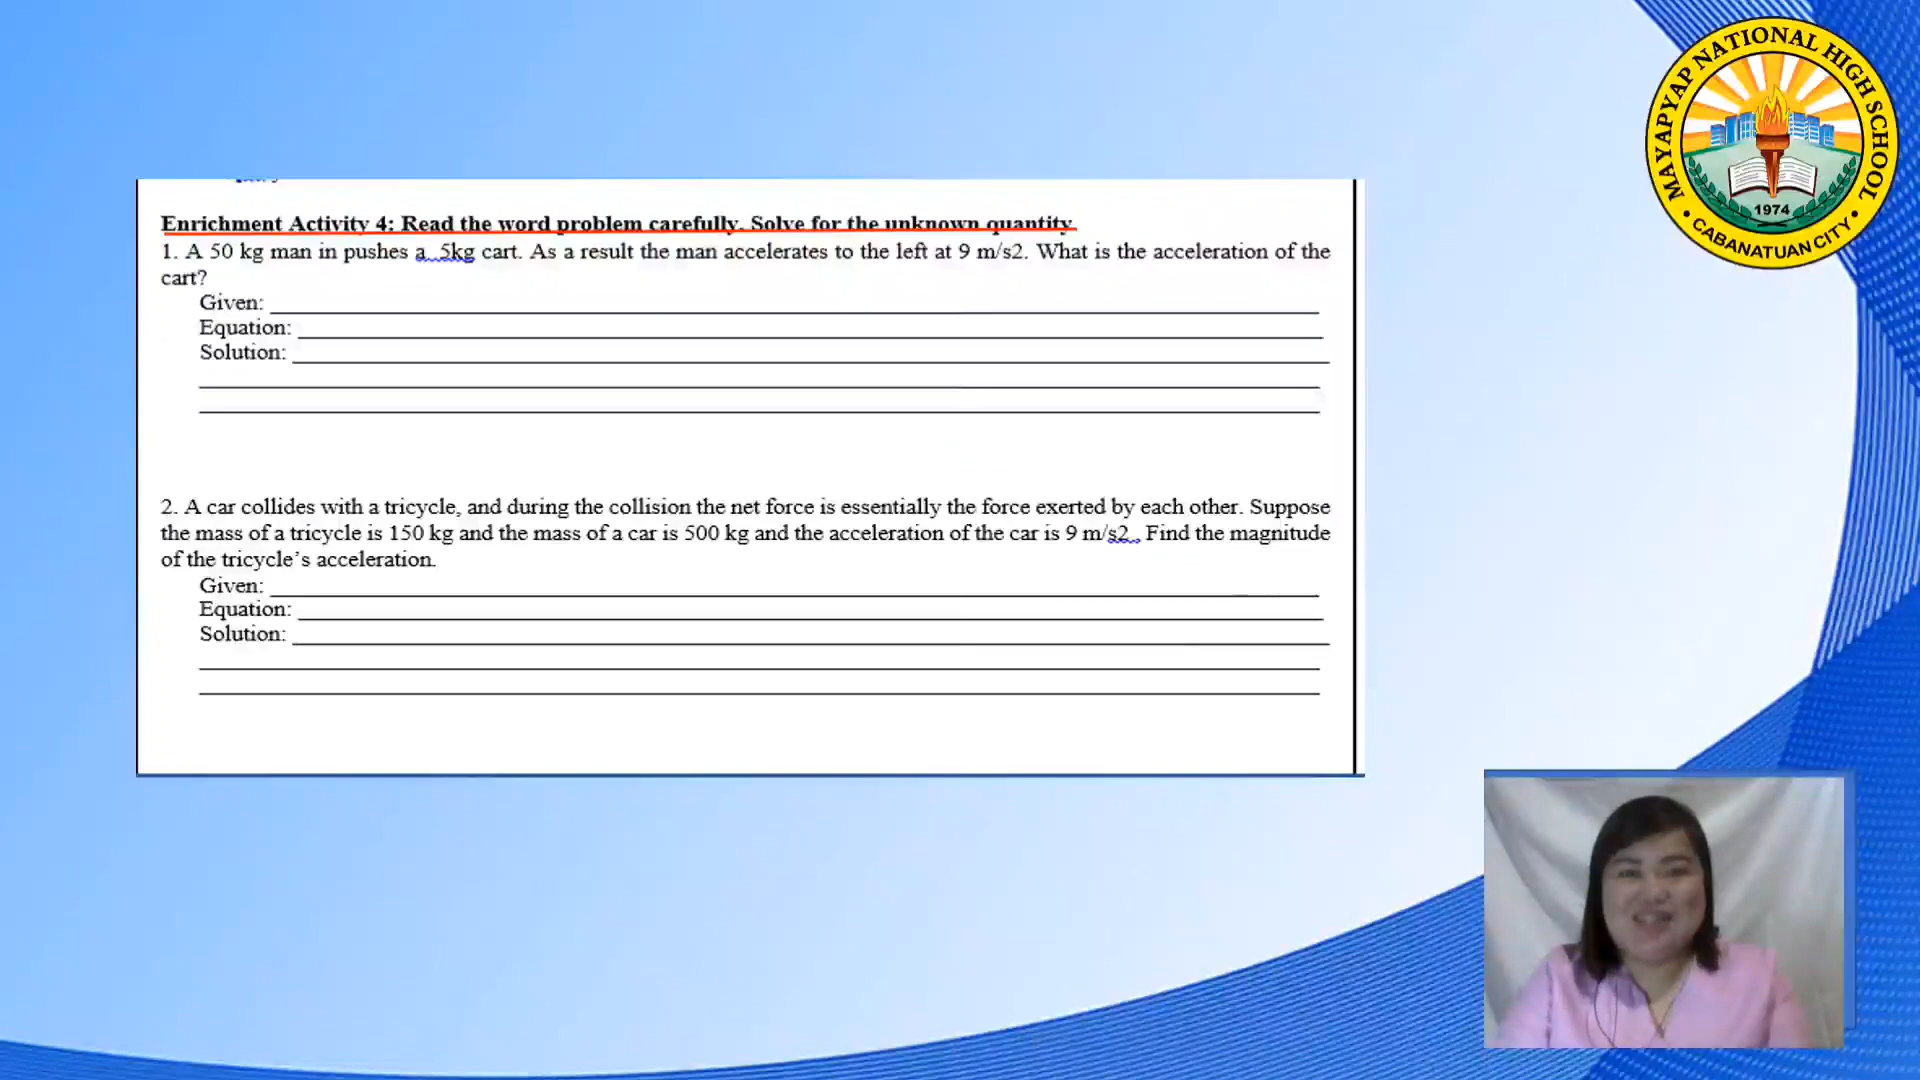 MAYAPYAP NATIONAL HIGH SCHOOL
1974
• CABANATUAN CITY •
Enrichment Activity 4: Read the word problem carefully. Solve for the unknown quantity.
1. A 50 kg man in pushes a 5kg cart. As a result the man accelerates to the left at 9 m/s2. What is the acceleration of the
cart?
Given:
Equation:
Solution:
2. A car collides with a tricycle, and during the collision the net force is essentially the force exerted by each other. Suppose
the mass of a tricycle is 150 kg and the mass of a car is 500 kg and the acceleration of the car is 9 m/s2 . Find the magnitude
of the tricycle’s acceleration.
Given:
Equation:
Solution: